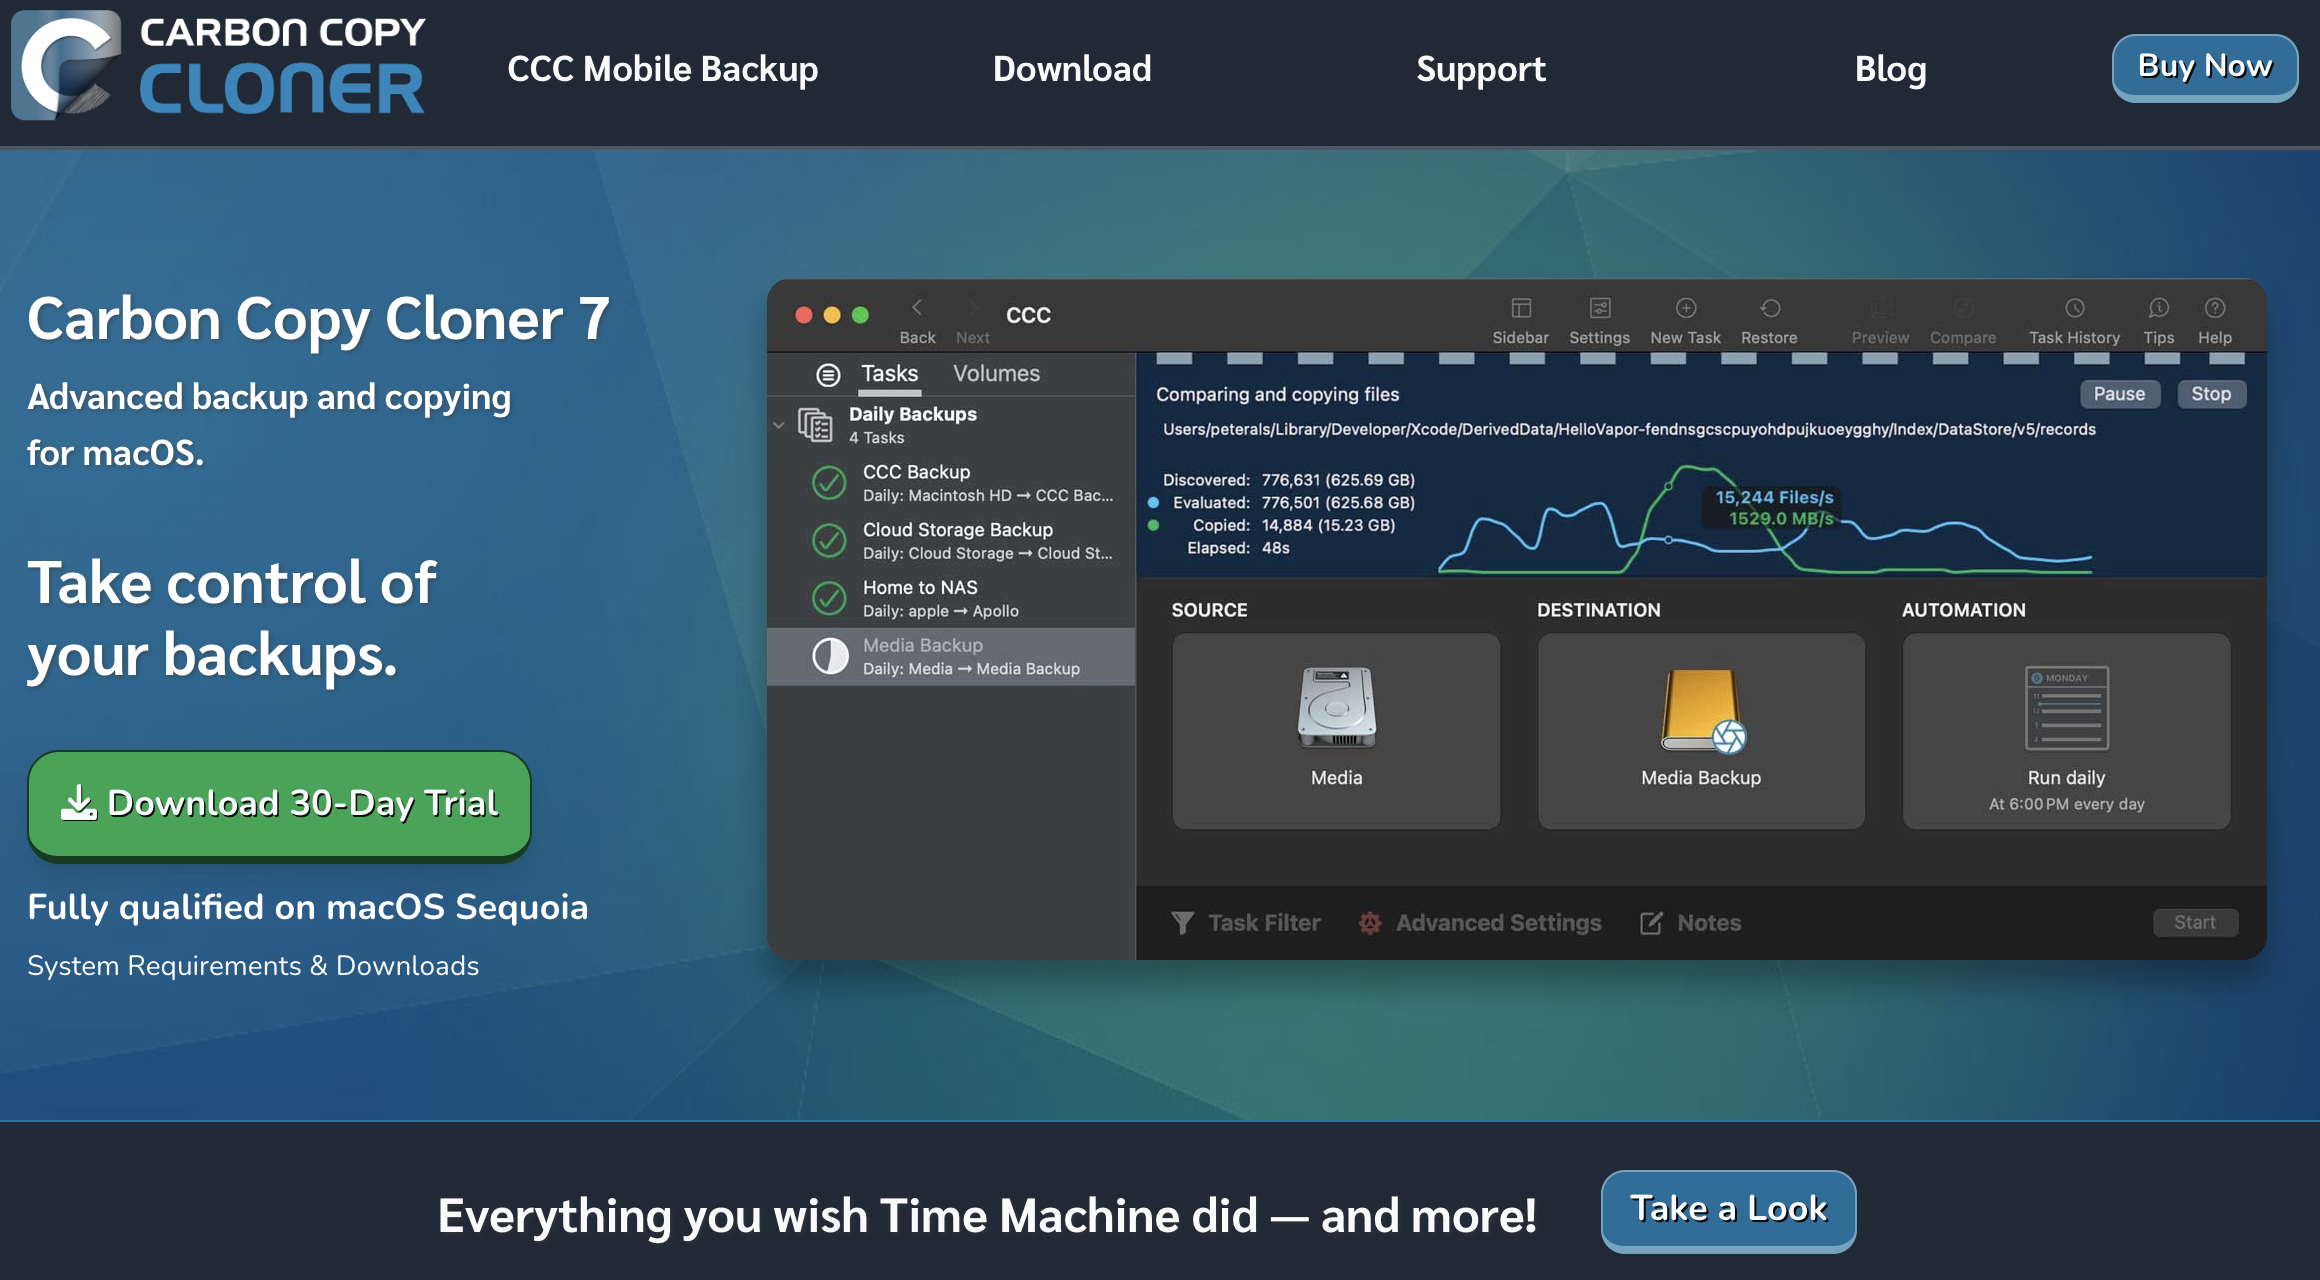 CARBON COPY
CLONER
CCC Mobile Backup
Download
Support
Blog
Buy Now
Carbon Copy Cloner 7
Advanced backup and copying
for macOS.
Take control of
your backups.
Download 30-Day Trial
Fully qualified on macOS Sequoia
System Requirements & Downloads
Back
Next
CCC
Sidebar
Settings
New Task
Restore
Preview
Compare
Task History
Tips
Help
Tasks
Volumes
Daily Backups
4 Tasks
CCC Backup
Daily: Macintosh HD → CCC Bac...
Cloud Storage Backup
Daily: Cloud Storage → Cloud St...
Home to NAS
Daily: apple → Apollo
Media Backup
Daily: Media → Media Backup
Comparing and copying files
Pause
Stop
Users/peterals/Library/Developer/Xcode/DerivedData/HelloVapor-fendnsgcscpuyohdpujkuoeygghy/Index/DataStore/v5/records
Discovered: 776,631 (625.69 GB)
Evaluated: 776,501 (625.68 GB)
Copied: 14,884 (15.23 GB)
Elapsed: 48s
15,244 Files/s
1529.0 MB/s
SOURCE
DESTINATION
AUTOMATION
Media
Media Backup
MONDAY
11
12
1
2
Run daily
At 6:00 PM every day
Task Filter
Advanced Settings
Notes
Start
Everything you wish Time Machine did — and more!
Take a Look